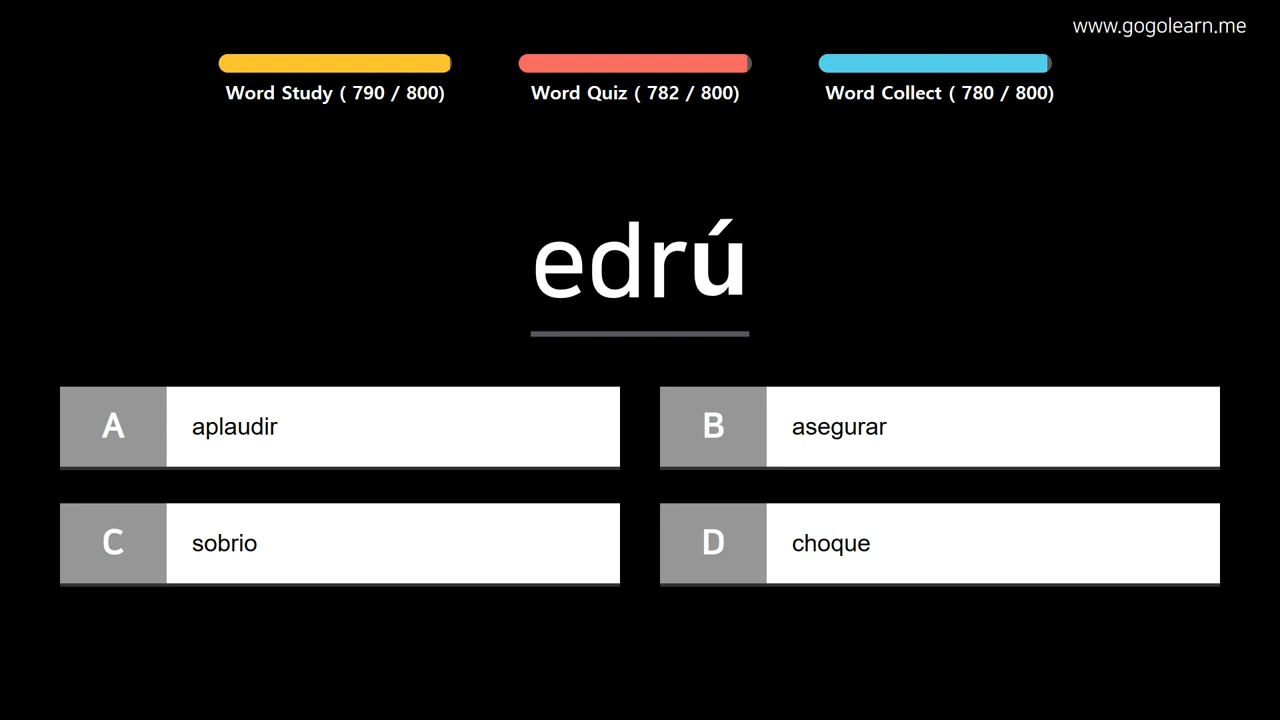 www.gogolearn.me
Word Study ( 790 / 800)
Word Quiz ( 782 / 800)
Word Collect ( 780 / 800)
edrú
A aplaudir
B asegurar
C sobrio
D choque